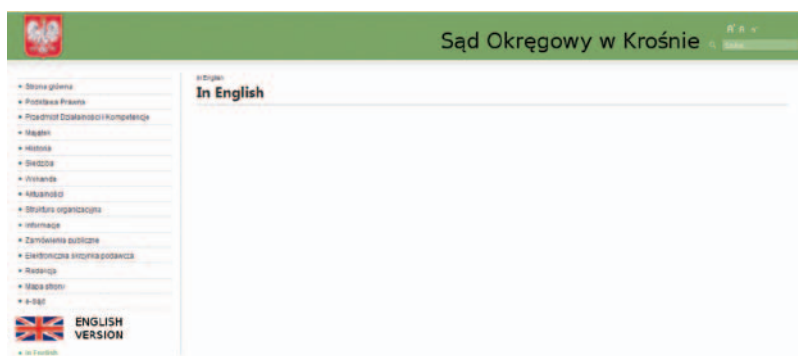 Sąd Okręgowy w Krośnie
A A A
Szukaj...
In English
In English
Strona główna
Podstawa Prawna
Przedmiot Działalności i Kompetencje
Majątek
Historia
Siedziba
Wokanda
Aktualności
Struktura organizacyjna
Informacje
Zamówienia publiczne
Elektroniczna skrzynka podawcza
Redakcja
Mapa strony
e-Sąd
ENGLISH
VERSION
In English